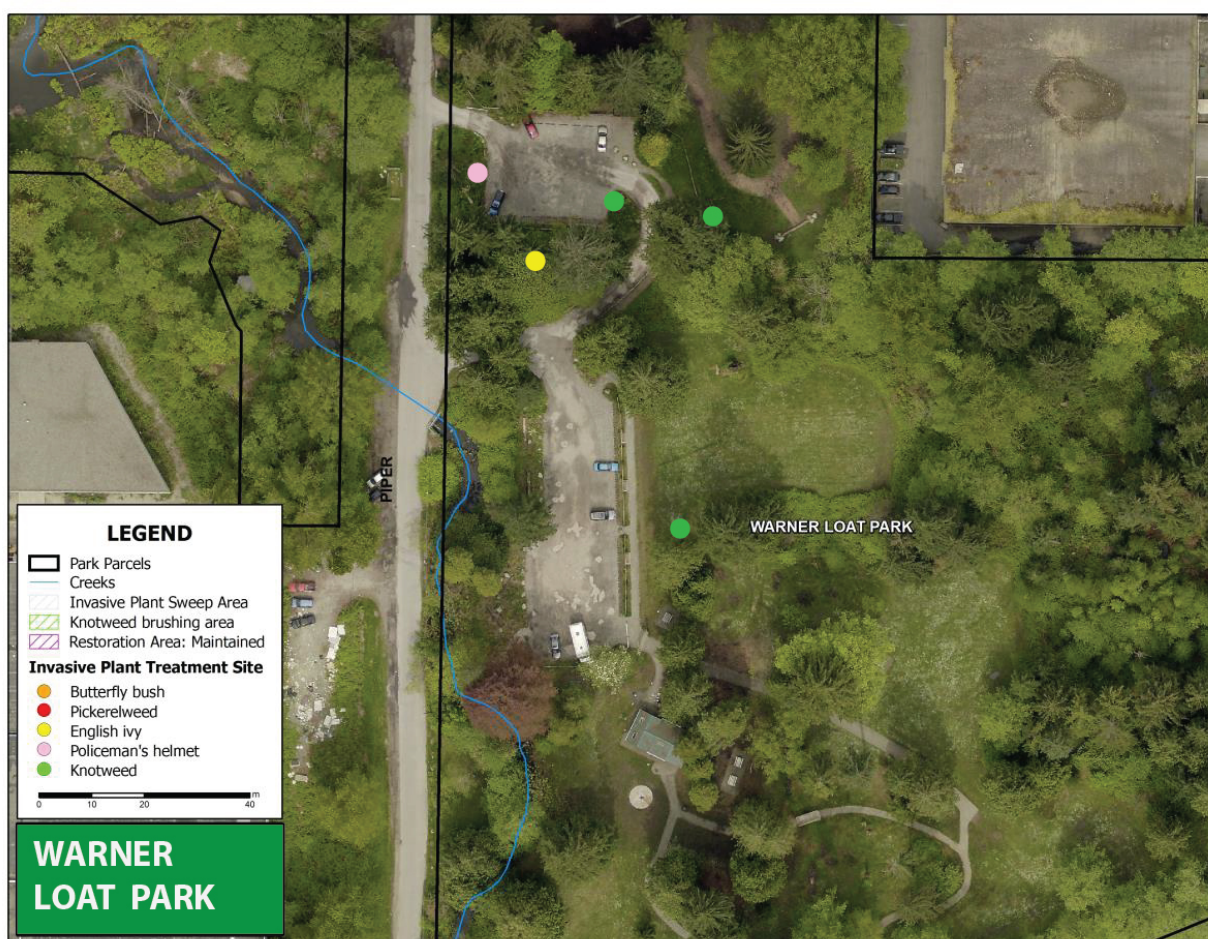 PIPER
WARNER LOAT PARK
LEGEND
Park Parcels
Creeks
Invasive Plant Sweep Area
Knotweed brushing area
Restoration Area: Maintained
Invasive Plant Treatment Site
Butterfly bush
Pickerelweed
English ivy
Policeman's helmet
Knotweed
m
0 10 20 40
WARNER
LOAT PARK